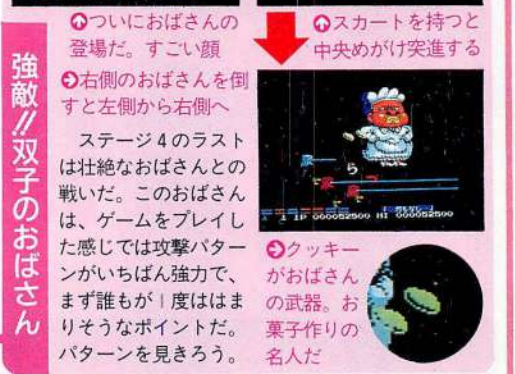 強敵!!双子のおばさん
ついにおばさんの
登場だ。すごい顔
右側のおばさんを倒
すと左側から右側へ
ステージ4のラスト
は壮絶なおばさんとの
戦いだ。このおばさん
は、ゲームをプレイし
た感じでは攻撃パター
ンがいちばん強力で、
まず誰もが1度ははま
りそうなポイントだ。
パターンを見きろう。
スカートを持つと
中央めがけ突進する
1P 000052500 HI 000052500
クッキー
がおばさん
の武器。お
菓子作りの
名人だ